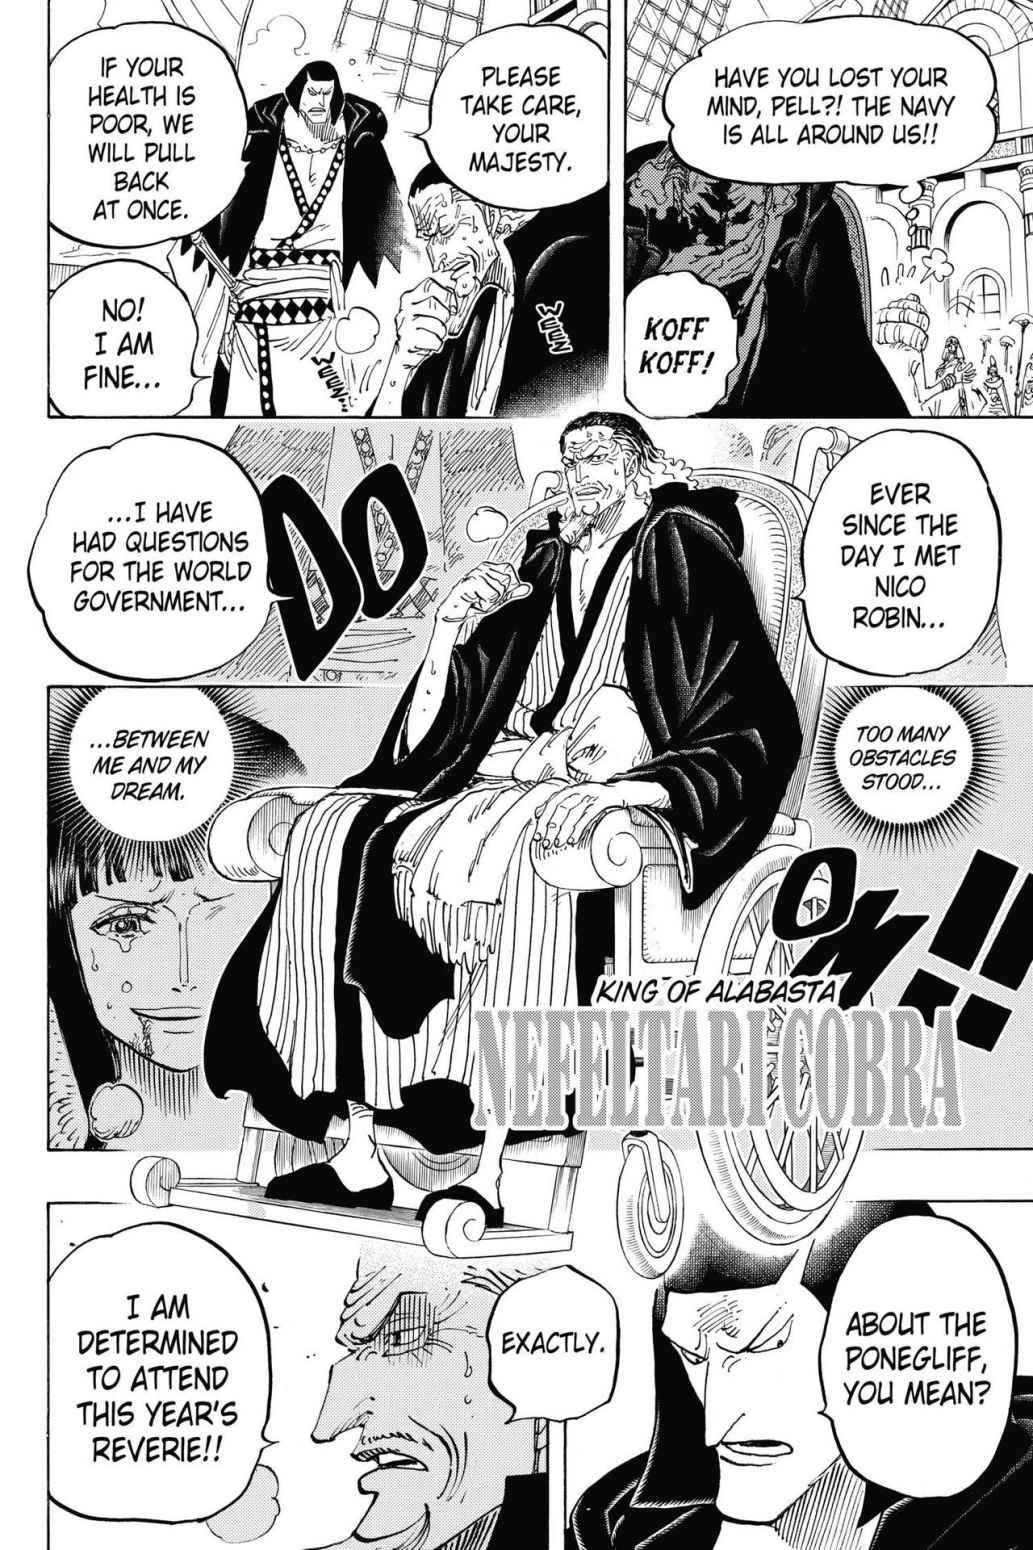 HAVE YOU LOST YOUR
MIND, PELL?! THE NAVY
IS ALL AROUND US!!
KOFF
KOFF!
PLEASE
TAKE CARE,
YOUR
MAJESTY.
IF YOUR
HEALTH IS
POOR, WE
WILL PULL
BACK
AT ONCE.
WEEZ
WEEZ
NO!
I AM
FINE...
EVER
SINCE THE
DAY I MET
NICO
ROBIN...
...I HAVE
HAD QUESTIONS
FOR THE WORLD
GOVERNMENT...
DO
OM!!
TOO MANY
OBSTACLES
STOOD...
...BETWEEN
ME AND MY
DREAM.
KING OF ALABASTA
NEFELTARI COBRA
ABOUT THE
PONEGLIFF,
YOU MEAN?
EXACTLY.
I AM
DETERMINED
TO ATTEND
THIS YEAR'S
REVERIE!!